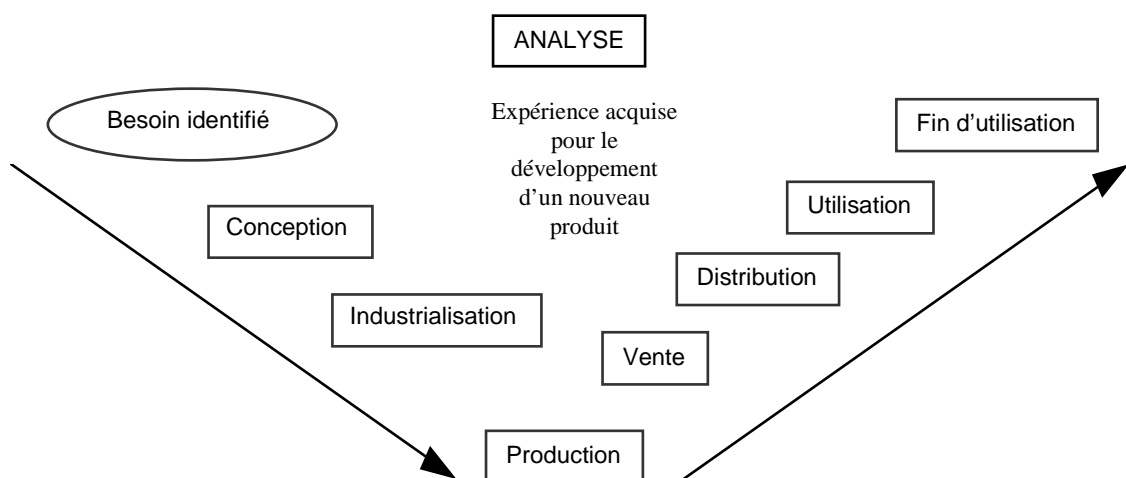 ANALYSE
Besoin identifié
Expérience acquise
pour le
développement
d'un nouveau
produit
Fin d'utilisation
Conception
Utilisation
Industrialisation
Distribution
Vente
Production